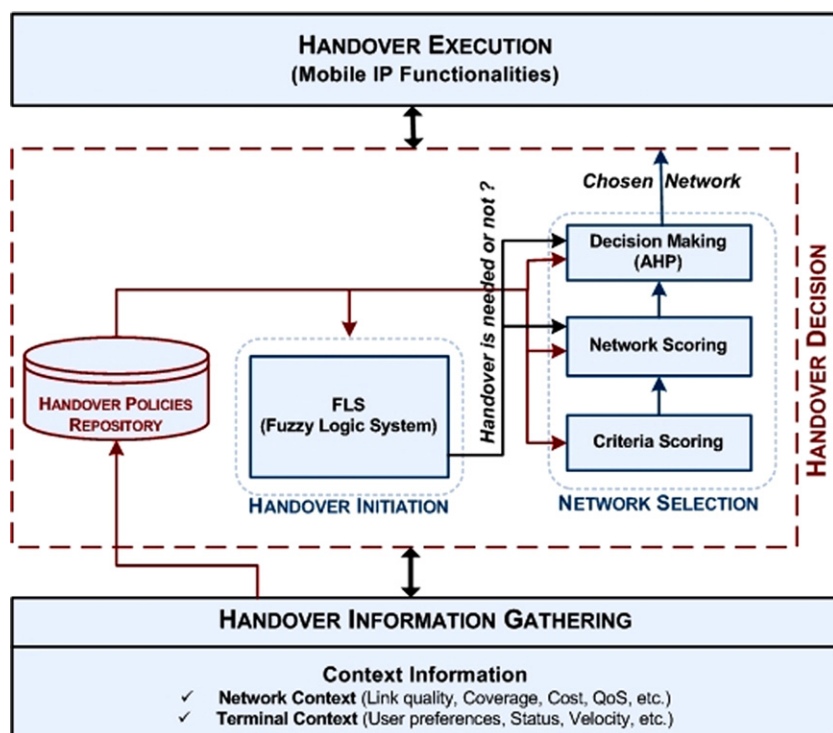 HANDOVER EXECUTION
(Mobile IP Functionalities)
Chosen Network
Handover is needed or not ?
Decision Making
(AHP)
Network Scoring
Criteria Scoring
NETWORK SELECTION
HANDOVER POLICIES
REPOSITORY
FLS
(Fuzzy Logic System)
HANDOVER INITIATION
HANDOVER DECISION
HANDOVER INFORMATION GATHERING
Context Information
✓ Network Context (Link quality, Coverage, Cost, QoS, etc.)
✓ Terminal Context (User preferences, Status, Velocity, etc.)